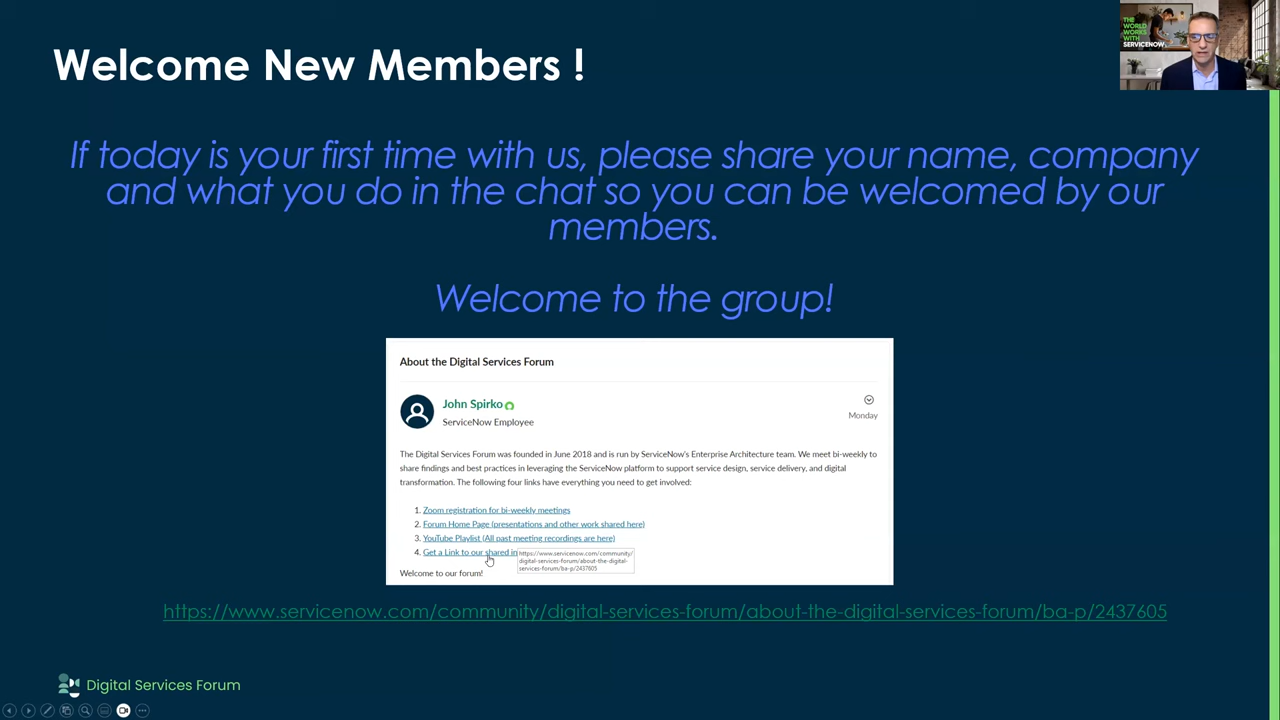 Welcome New Members !
THE
WORLD
WORKS
WITH
SERVICENOW
If today is your first time with us, please share your name, company
and what you do in the chat so you can be welcomed by our
members.
Welcome to the group!
About the Digital Services Forum
John Spirko
ServiceNow Employee
Monday
The Digital Services Forum was founded in June 2018 and is run by ServiceNow's Enterprise Architecture team. We meet bi-weekly to
share findings and best practices in leveraging the ServiceNow platform to support service design, service delivery, and digital
transformation. The following four links have everything you need to get involved:
1. Zoom registration for bi-weekly meetings
2. Forum Home Page (presentations and other work shared here)
3. YouTube Playlist (All past meeting recordings are here)
4. Get a Link to our shared in
https://www.servicenow.com/community/
digital-services-forum/about-the-digital-
services-forum/ba-p/2437605
Welcome to our forum!
https://www.servicenow.com/community/digital-services-forum/about-the-digital-services-forum/ba-p/2437605
Digital Services Forum